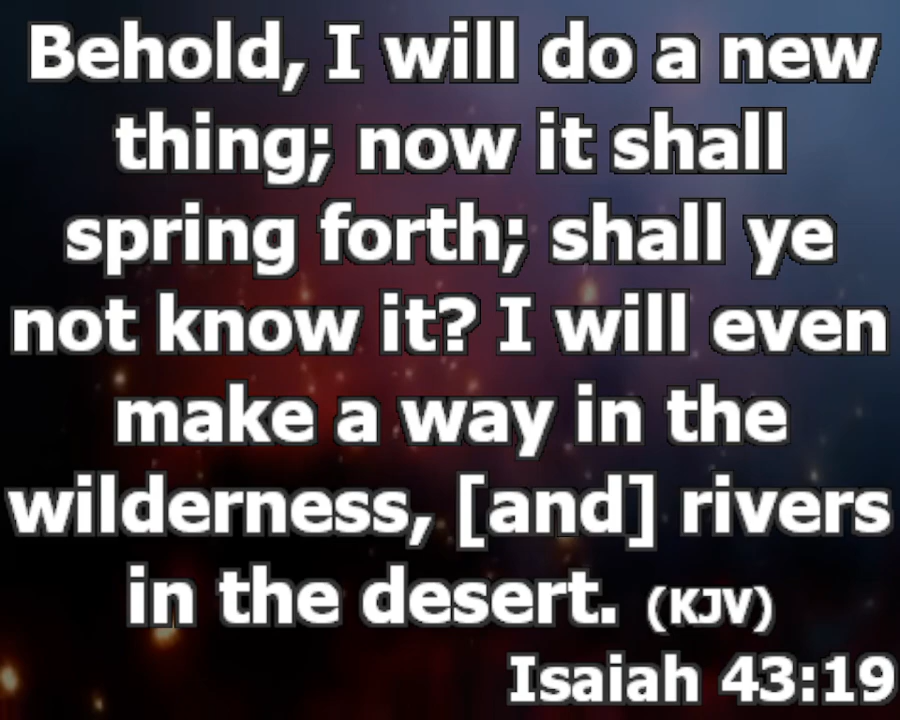 Behold, I will do a new
thing; now it shall
spring forth; shall ye
not know it? I will even
make a way in the
wilderness, [and] rivers
in the desert. (KJV)
Isaiah 43:19